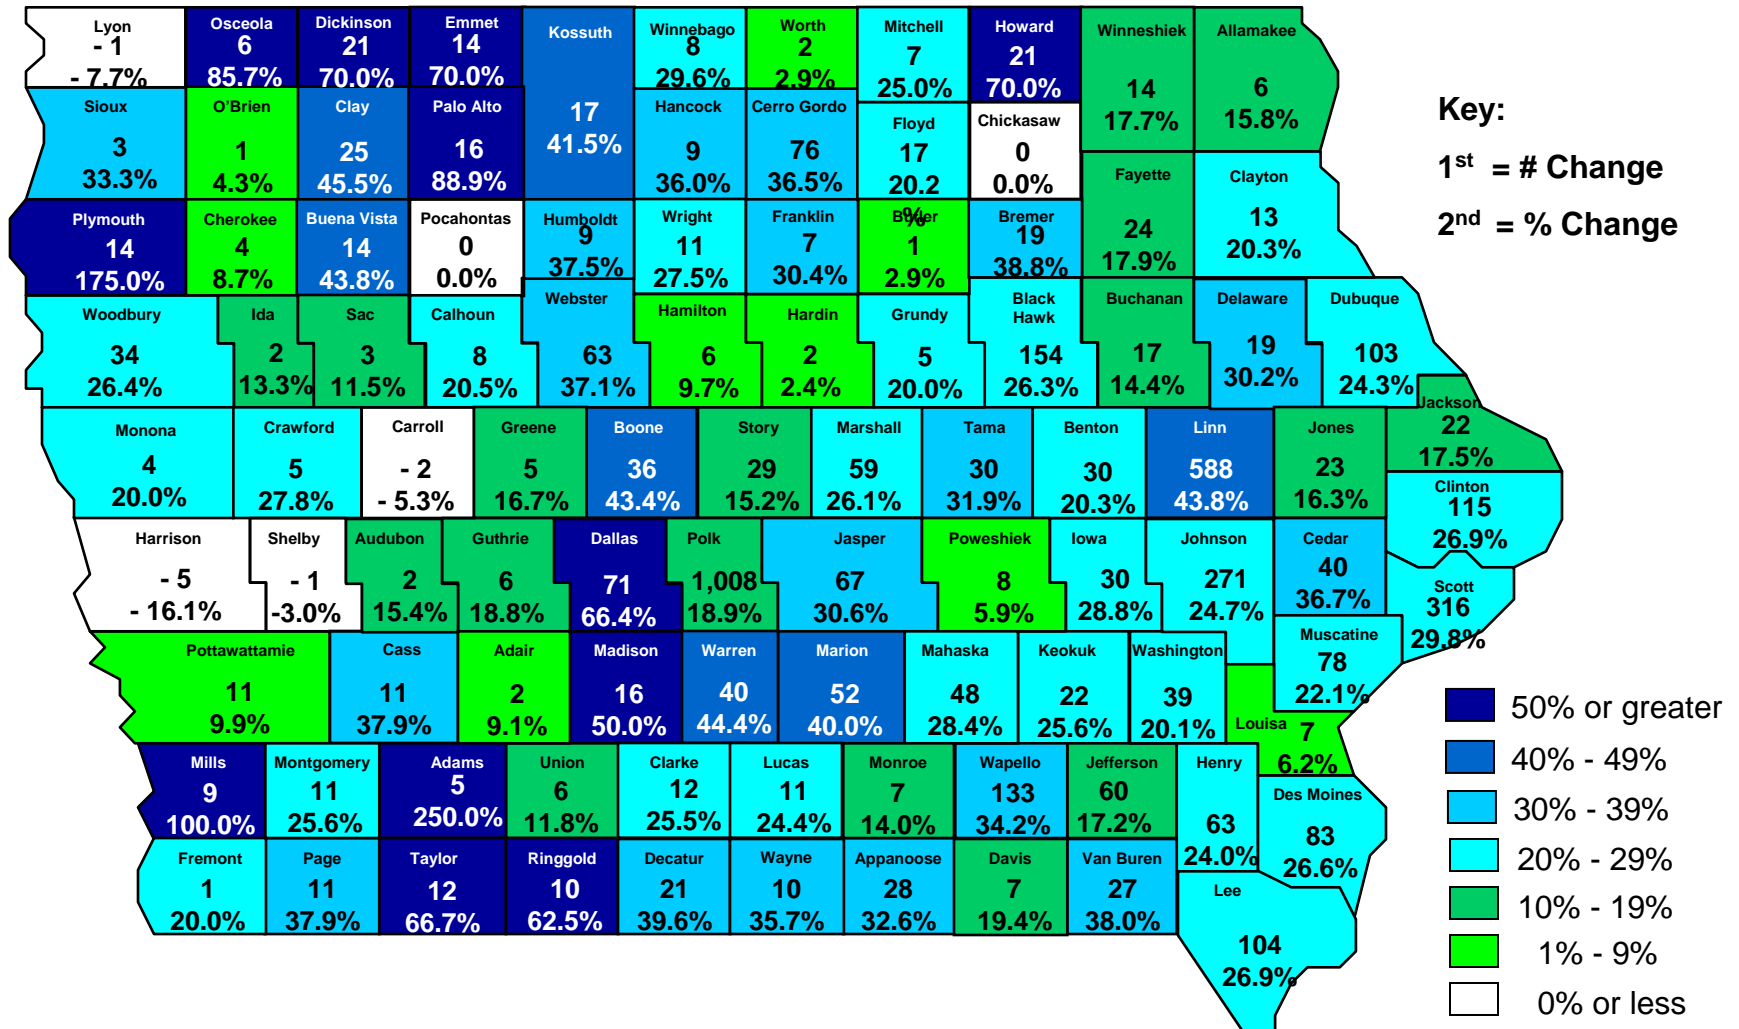 Lyon
- 1
- 7.7%
Osceola
6
85.7%
Dickinson
21
70.0%
Emmet
14
70.0%
Kossuth
17
41.5%
Winnebago
8
29.6%
Worth
2
2.9%
Mitchell
7
25.0%
Howard
21
70.0%
Winneshiek
14
17.7%
Allamakee
6
15.8%
Sioux
3
33.3%
O'Brien
1
4.3%
Clay
25
45.5%
Palo Alto
16
88.9%
Hancock
9
36.0%
Cerro Gordo
76
36.5%
Floyd
17
20.2
%
Chickasaw
0
0.0%
Fayette
24
17.9%
Clayton
13
20.3%
Plymouth
14
175.0%
Cherokee
4
8.7%
Buena Vista
14
43.8%
Pocahontas
0
0.0%
Humboldt
9
37.5%
Wright
11
27.5%
Franklin
7
30.4%
Butler
1
2.9%
Bremer
19
38.8%
Woodbury
34
26.4%
Ida
2
13.3%
Sac
3
11.5%
Calhoun
8
20.5%
Webster
63
37.1%
Hamilton
6
9.7%
Hardin
2
2.4%
Grundy
5
20.0%
Black
Hawk
154
26.3%
Buchanan
17
14.4%
Delaware
19
30.2%
Dubuque
103
24.3%
Monona
4
20.0%
Crawford
5
27.8%
Carroll
- 2
- 5.3%
Greene
5
16.7%
Boone
36
43.4%
Story
29
15.2%
Marshall
59
26.1%
Tama
30
31.9%
Benton
30
20.3%
Linn
588
43.8%
Jones
23
16.3%
Jackson
22
17.5%
Clinton
115
26.9%
Harrison
- 5
- 16.1%
Shelby
- 1
-3.0%
Audubon
2
15.4%
Guthrie
6
18.8%
Dallas
71
66.4%
Polk
1,008
18.9%
Jasper
67
30.6%
Poweshiek
8
5.9%
Iowa
30
28.8%
Johnson
271
24.7%
Cedar
40
36.7%
Scott
316
29.8%
Pottawattamie
11
9.9%
Cass
11
37.9%
Adair
2
9.1%
Madison
16
50.0%
Warren
40
44.4%
Marion
52
40.0%
Mahaska
48
28.4%
Keokuk
22
25.6%
Washington
39
20.1%
Muscatine
78
22.1%
Louisa
7
6.2%
Mills
9
100.0%
Montgomery
11
25.6%
Adams
5
250.0%
Union
6
11.8%
Clarke
12
25.5%
Lucas
11
24.4%
Monroe
7
14.0%
Wapello
133
34.2%
Jefferson
60
17.2%
Henry
63
24.0%
Des Moines
83
26.6%
Fremont
1
20.0%
Page
11
37.9%
Taylor
12
66.7%
Ringgold
10
62.5%
Decatur
21
39.6%
Wayne
10
35.7%
Appanoose
28
32.6%
Davis
7
19.4%
Van Buren
27
38.0%
Lee
104
26.9%
Key:
1st = # Change
2nd = % Change
50% or greater
40% - 49%
30% - 39%
20% - 29%
10% - 19%
1% - 9%
0% or less